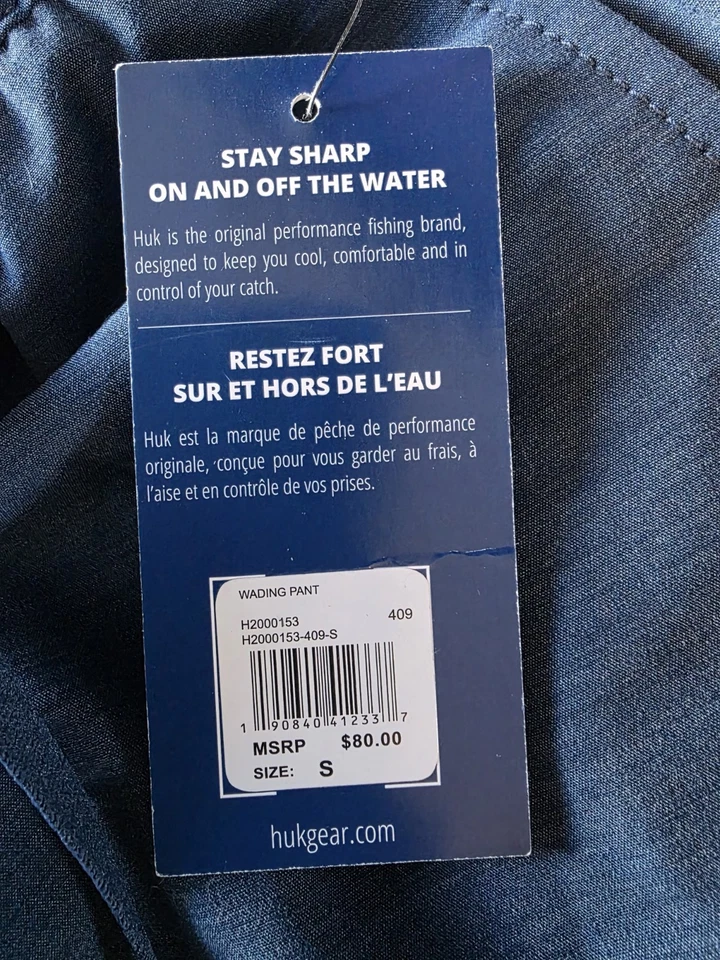 STAY SHARP
ON AND OFF THE WATER
Huk is the original performance fishing brand,
designed to keep you cool, comfortable and in
control of your catch.
RESTEZ FORT
SUR ET HORS DE L'EAU
Huk est la marque de pêche de performance
originale, conçue pour vous garder au frais, à
l'aise et en contrôle de vos prises.
WADING PANT
H2000153 409
H2000153-409-S
1 90840 41233 7
MSRP $80.00
SIZE: S
hukgear.com